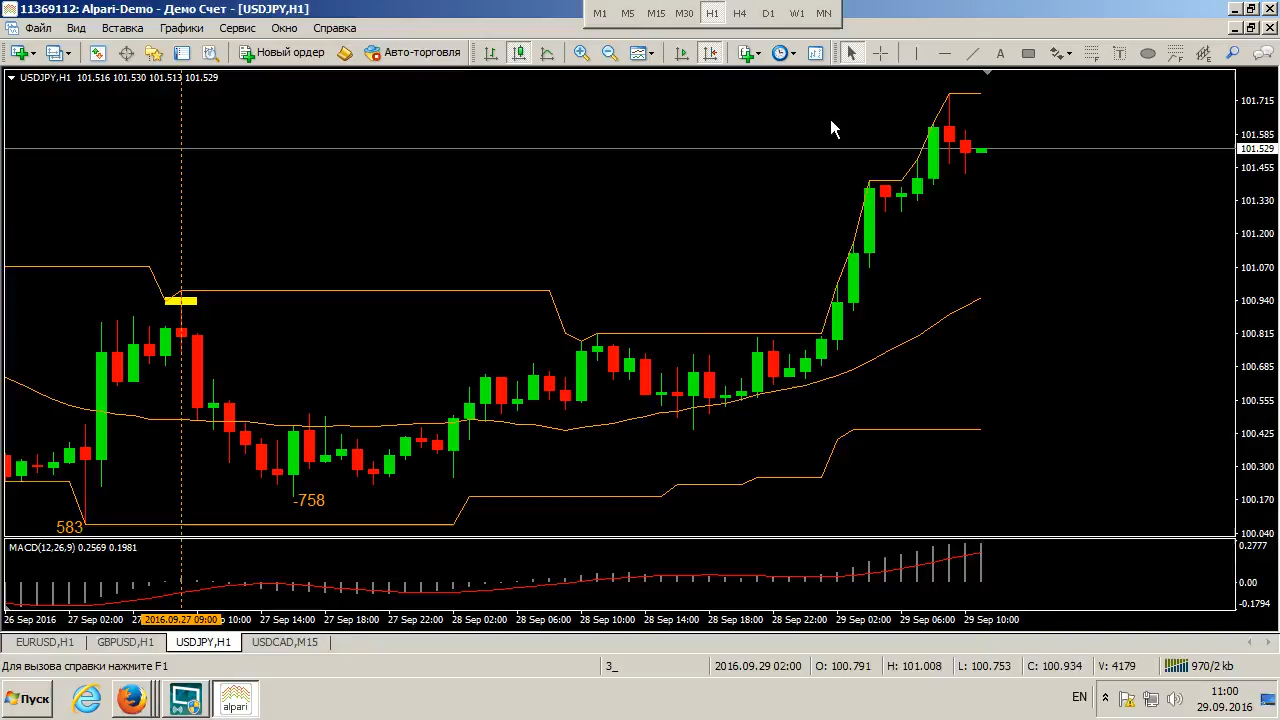 11369112: Alpari-Demo - Демо Счет - [USDJPY,H1]
M1 M5 M15 M30 H1 H4 D1 W1 MN
Файл Вид Вставка Графики Сервис Окно Справка
Новый ордер Авто-торговля
USDJPY,H1 101.516 101.530 101.513 101.529
101.715
101.585
101.529
101.455
101.330
101.200
101.070
100.940
100.815
100.685
100.555
100.425
100.300
100.170
100.040
-758
583
MACD(12,26,9) 0.2569 0.1981
0.2777
0.00
-0.1794
26 Sep 2016 27 Sep 02:00 2016.09.27 09:00 27 Sep 14:00 27 Sep 18:00 27 Sep 22:00 28 Sep 02:00 28 Sep 06:00 28 Sep 10:00 28 Sep 14:00 28 Sep 18:00 28 Sep 22:00 29 Sep 02:00 29 Sep 06:00 29 Sep 10:00
EURUSD,H1 GBPUSD,H1 USDJPY,H1 USDCAD,M15
Для вызова справки нажмите F1 3_ 2016.09.29 02:00 O: 100.791 H: 101.008 L: 100.753 C: 100.934 V: 4179 970/2 kb
Пуск alpari EN 11:00
29.09.2016